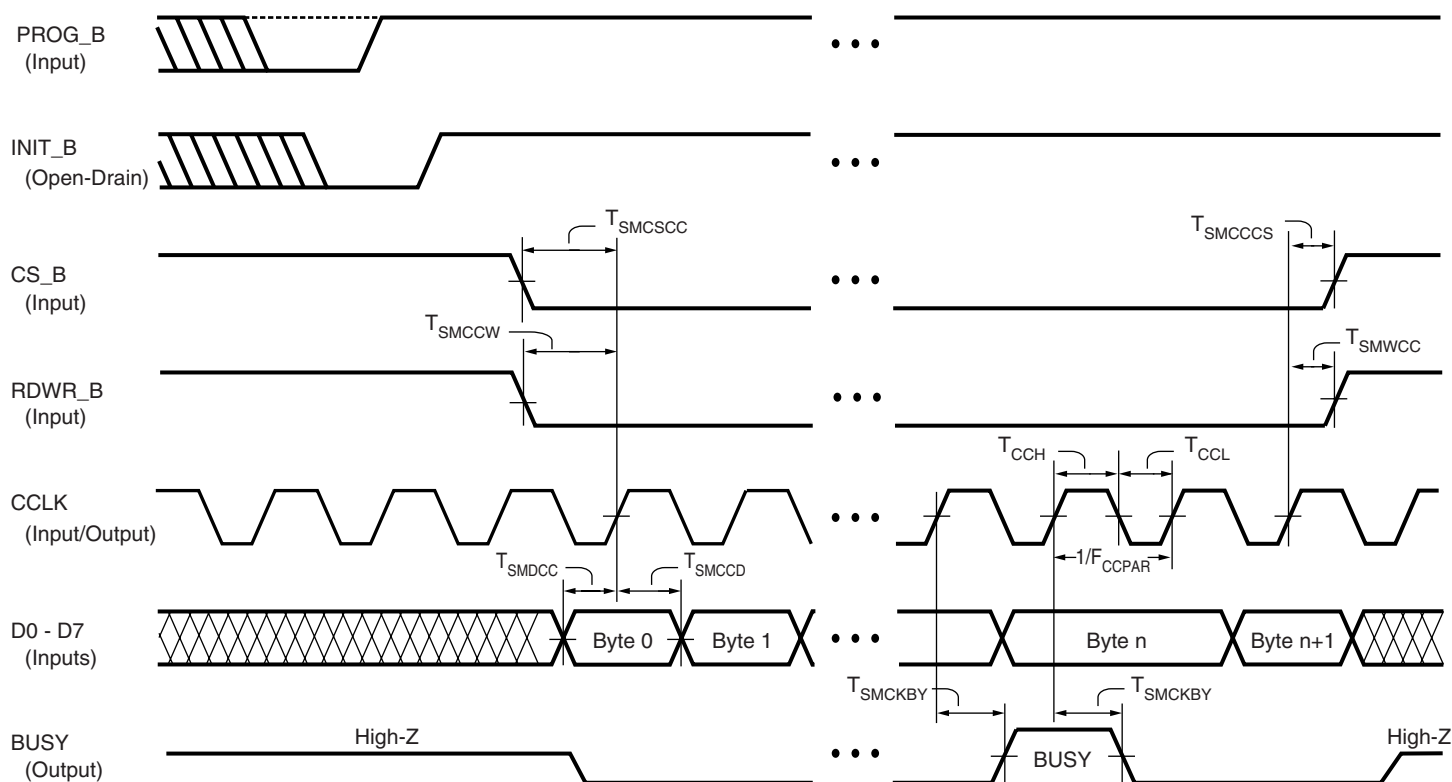 PROG_B
(Input)
INIT_B
(Open-Drain)
T_SMCSCC
T_SMCCCS
CS_B
(Input)
T_SMCCW
T_SMWCC
RDWR_B
(Input)
T_CCH
T_CCL
CCLK
(Input/Output)
T_SMDCC
T_SMCCD
1/F_CCPAR
D0 - D7
(Inputs)
Byte 0
Byte 1
Byte n
Byte n+1
T_SMCKBY
T_SMCKBY
BUSY
(Output)
High-Z
BUSY
High-Z